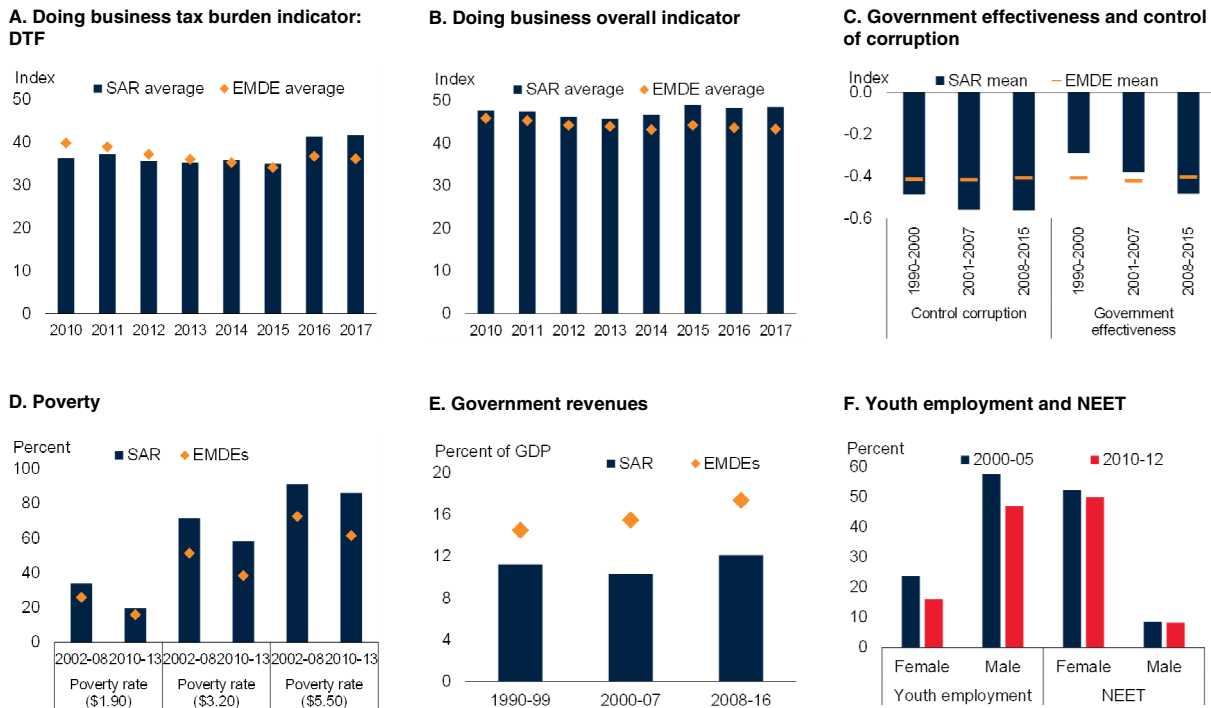 A. Doing business tax burden indicator:
DTF
Index
SAR average
EMDE average
50
40
30
20
10
0
2010 2011 2012 2013 2014 2015 2016 2017
B. Doing business overall indicator
Index
SAR average
EMDE average
50
40
30
20
10
0
2010 2011 2012 2013 2014 2015 2016 2017
C. Government effectiveness and control
of corruption
Index
SAR mean
EMDE mean
0.0
-0.2
-0.4
-0.6
1990-2000
2001-2007
2008-2015
1990-2000
2001-2007
2008-2015
Control corruption
Government
effectiveness
D. Poverty
Percent
SAR
EMDEs
100
80
60
40
20
0
2002-08 2010-13 2002-08 2010-13 2002-08 2010-13
Poverty rate
($1.90)
Poverty rate
($3.20)
Poverty rate
($5.50)
E. Government revenues
Percent of GDP
SAR
EMDEs
20
16
12
8
4
0
1990-99 2000-07 2008-16
F. Youth employment and NEET
Percent
2000-05
2010-12
60
50
40
30
20
10
0
Female Male Female Male
Youth employment NEET